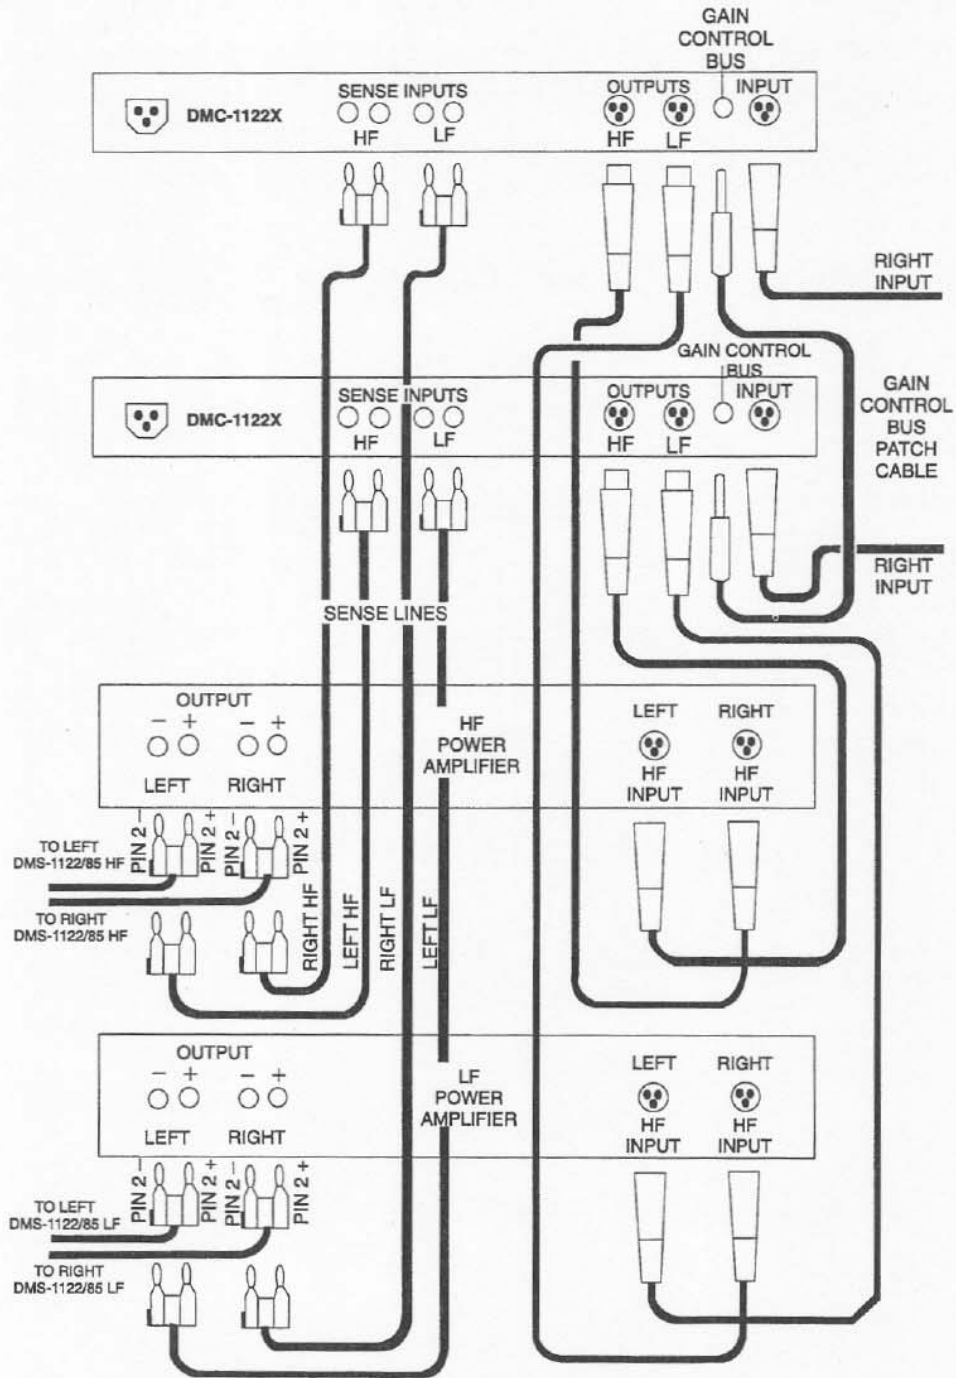 GAIN
CONTROL
BUS
SENSE INPUTS
OUTPUTS
INPUT
DMC-1122X
HF
LF
HF
LF
RIGHT
INPUT
GAIN CONTROL
BUS
SENSE INPUTS
OUTPUTS
INPUT
DMC-1122X
HF
LF
HF
LF
GAIN
CONTROL
BUS
PATCH
CABLE
RIGHT
INPUT
SENSE LINES
OUTPUT
- +
- +
LEFT
RIGHT
HF
POWER
AMPLIFIER
LEFT
RIGHT
HF
INPUT
HF
INPUT
PIN 2 -
PIN 2 +
PIN 2 -
PIN 2 +
TO LEFT
DMS-1122/85 HF
TO RIGHT
DMS-1122/85 HF
RIGHT HF
LEFT HF
RIGHT LF
LEFT LF
OUTPUT
- +
- +
LEFT
RIGHT
LF
POWER
AMPLIFIER
LEFT
RIGHT
HF
INPUT
HF
INPUT
PIN 2 -
PIN 2 +
PIN 2 -
PIN 2 +
TO LEFT
DMS-1122/85 LF
TO RIGHT
DMS-1122/85 LF